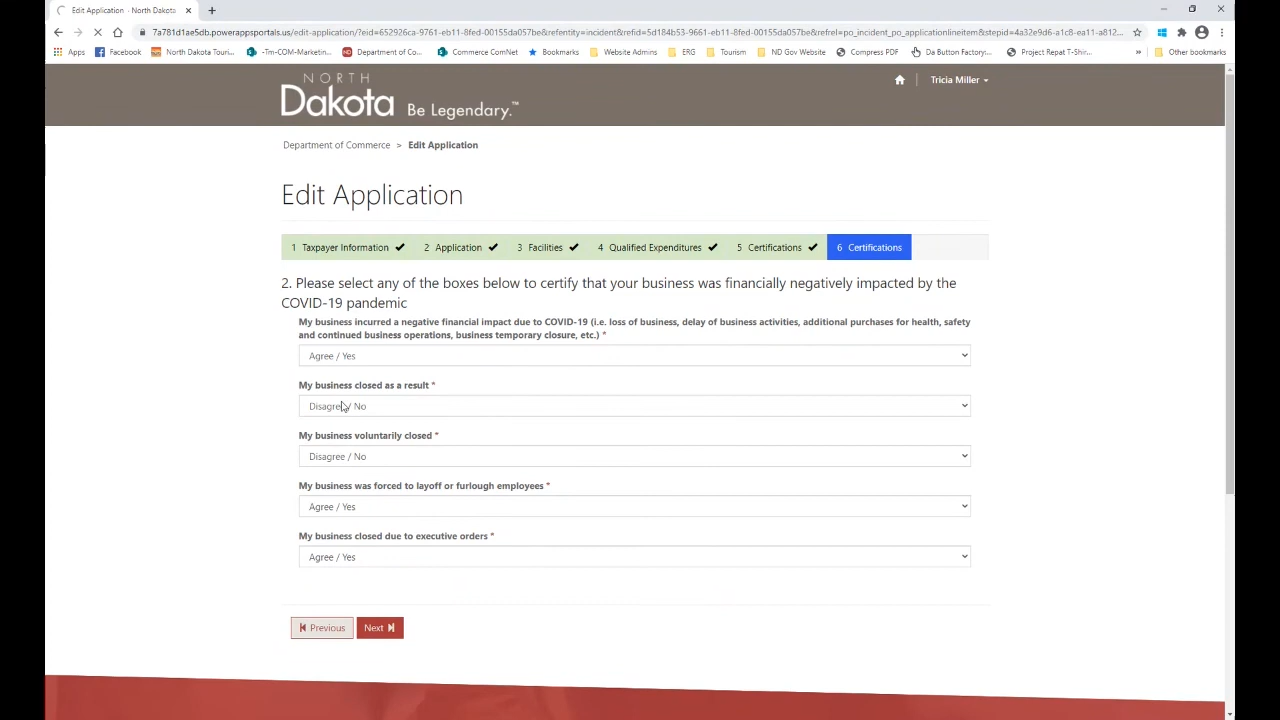 Edit Application - North Dakota
7a781d1ae5db.powerappsportals.us/edit-application/?eid=652926ca-9761-eb11-8fed-00155da057be&refentity=incident&refid=5d184b53-9661-eb11-8fed-00155da057be&refrel=po_incident_po_applicationlineitem&stepid=4a32e9d6-a1c8-ea11-a812...
Apps Facebook North Dakota Touri... -Tm-COM-Marketin... Department of Co... Commerce ComNet Bookmarks Website Admins ERG Tourism ND Gov Website Compress PDF Da Button Factory:... Project Repat T-Shir... » Other bookmarks
NORTH
Dakota Be Legendary.™
Tricia Miller
Department of Commerce > Edit Application
Edit Application
1 Taxpayer Information ✔ 2 Application ✔ 3 Facilities ✔ 4 Qualified Expenditures ✔ 5 Certifications ✔ 6 Certifications
2. Please select any of the boxes below to certify that your business was financially negatively impacted by the
COVID-19 pandemic
My business incurred a negative financial impact due to COVID-19 (i.e. loss of business, delay of business activities, additional purchases for health, safety
and continued business operations, business temporary closure, etc.) *
Agree / Yes
My business closed as a result *
Disagree / No
My business voluntarily closed *
Disagree / No
My business was forced to layoff or furlough employees *
Agree / Yes
My business closed due to executive orders *
Agree / Yes
Previous Next